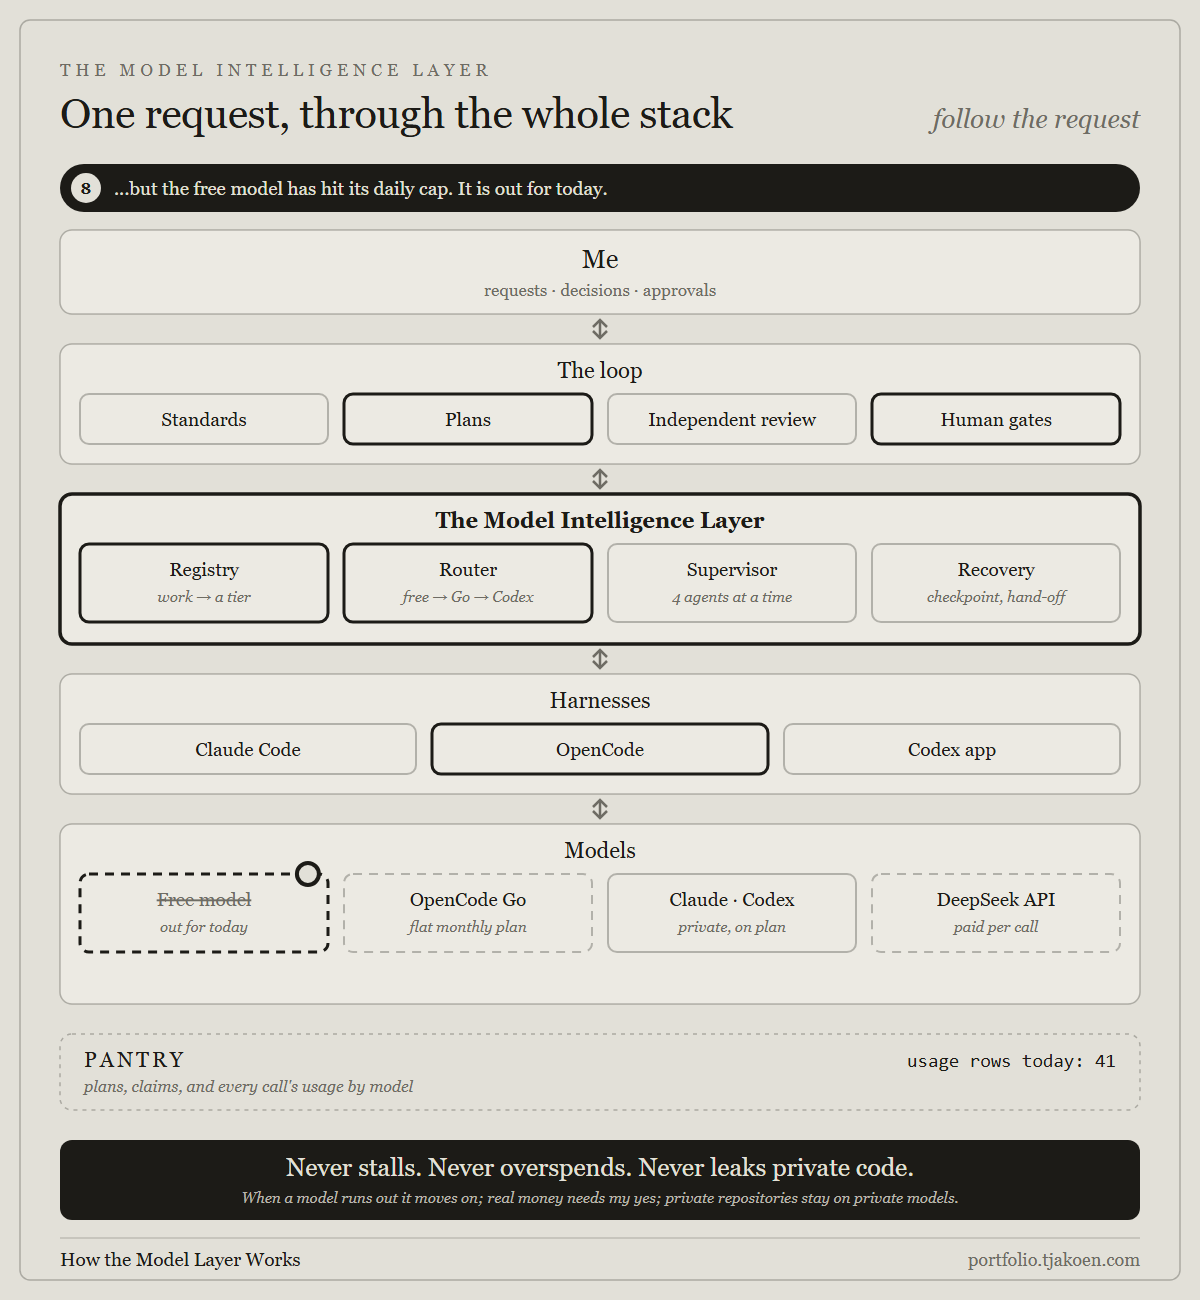 THE MODEL INTELLIGENCE LAYER
One request, through the whole stack
follow the request
8 ...but the free model has hit its daily cap. It is out for today.
Me
requests · decisions · approvals
The loop
Standards
Plans
Independent review
Human gates
The Model Intelligence Layer
Registry
work → a tier
Router
free → Go → Codex
Supervisor
4 agents at a time
Recovery
checkpoint, hand-off
Harnesses
Claude Code
OpenCode
Codex app
Models
Free model
out for today
OpenCode Go
flat monthly plan
Claude · Codex
private, on plan
DeepSeek API
paid per call
PANTRY
usage rows today: 41
plans, claims, and every call's usage by model
Never stalls. Never overspends. Never leaks private code.
When a model runs out it moves on; real money needs my yes; private repositories stay on private models.
How the Model Layer Works
portfolio.tjakoen.com